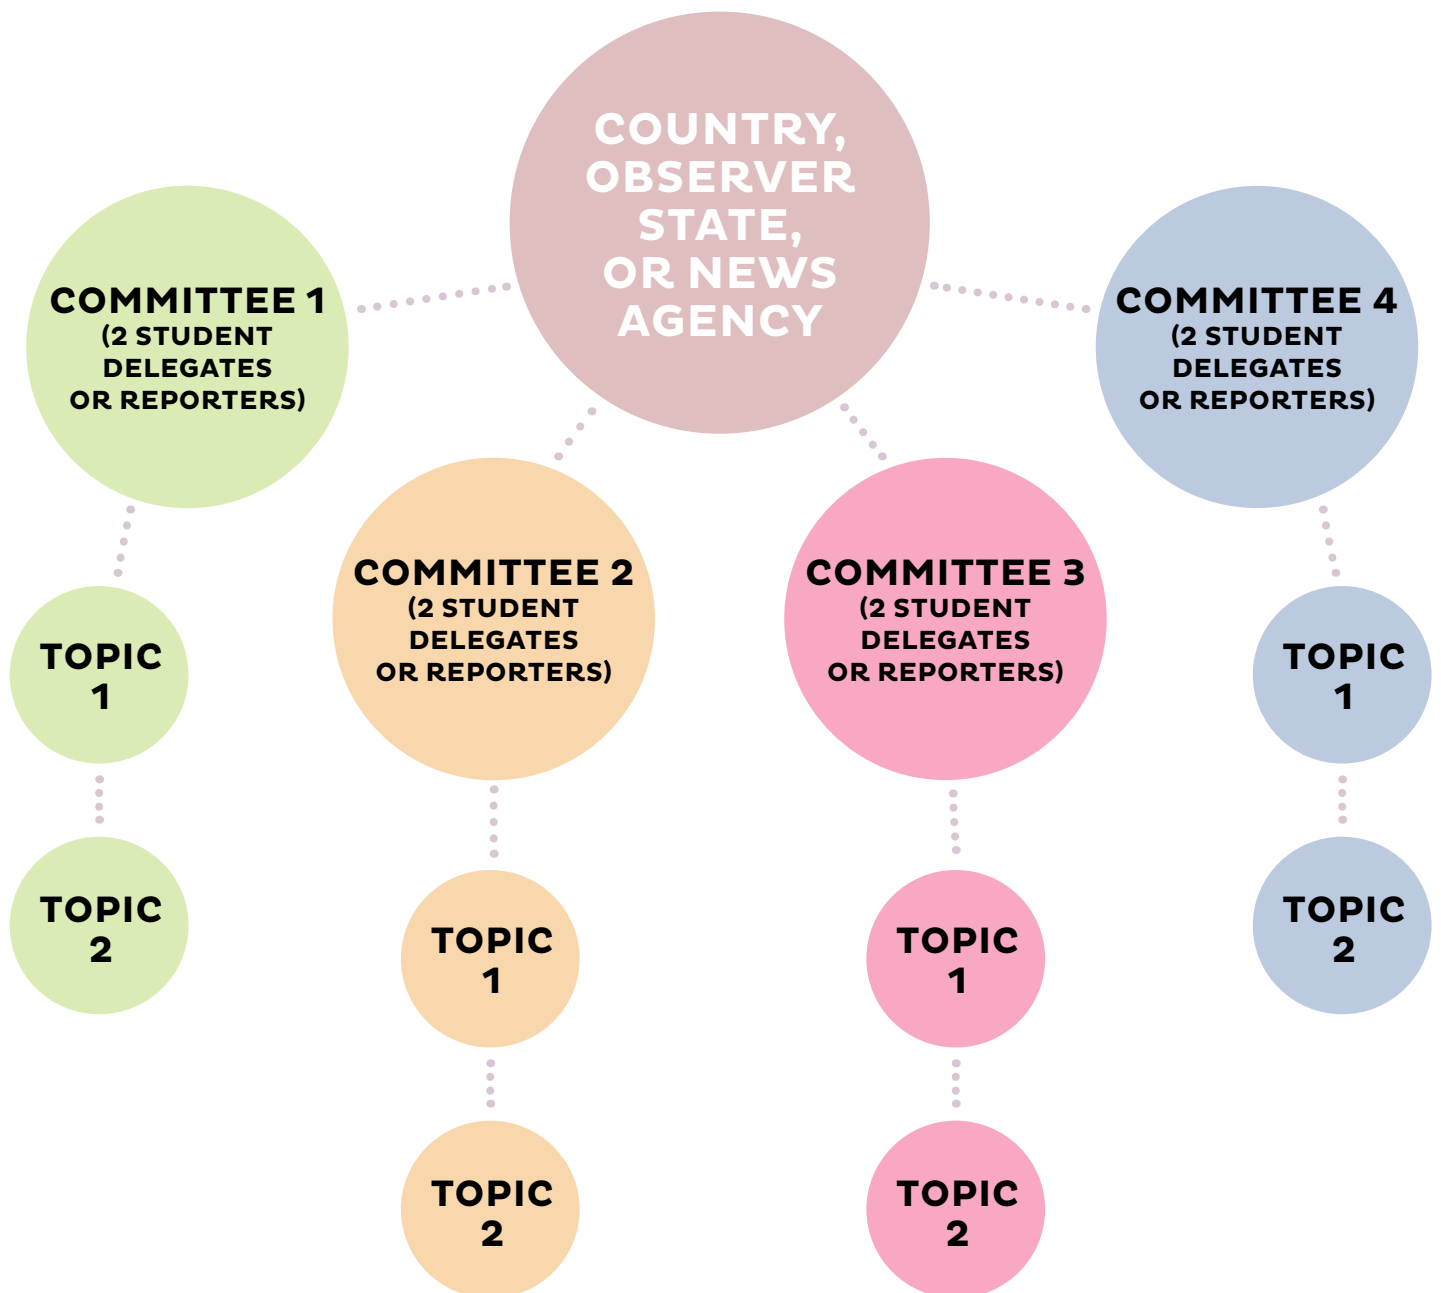 COUNTRY,
OBSERVER
STATE,
OR NEWS
AGENCY
COMMITTEE 1
(2 STUDENT
DELEGATES
OR REPORTERS)
TOPIC
1
TOPIC
2
COMMITTEE 2
(2 STUDENT
DELEGATES
OR REPORTERS)
TOPIC
1
TOPIC
2
COMMITTEE 3
(2 STUDENT
DELEGATES
OR REPORTERS)
TOPIC
1
TOPIC
2
COMMITTEE 4
(2 STUDENT
DELEGATES
OR REPORTERS)
TOPIC
1
TOPIC
2